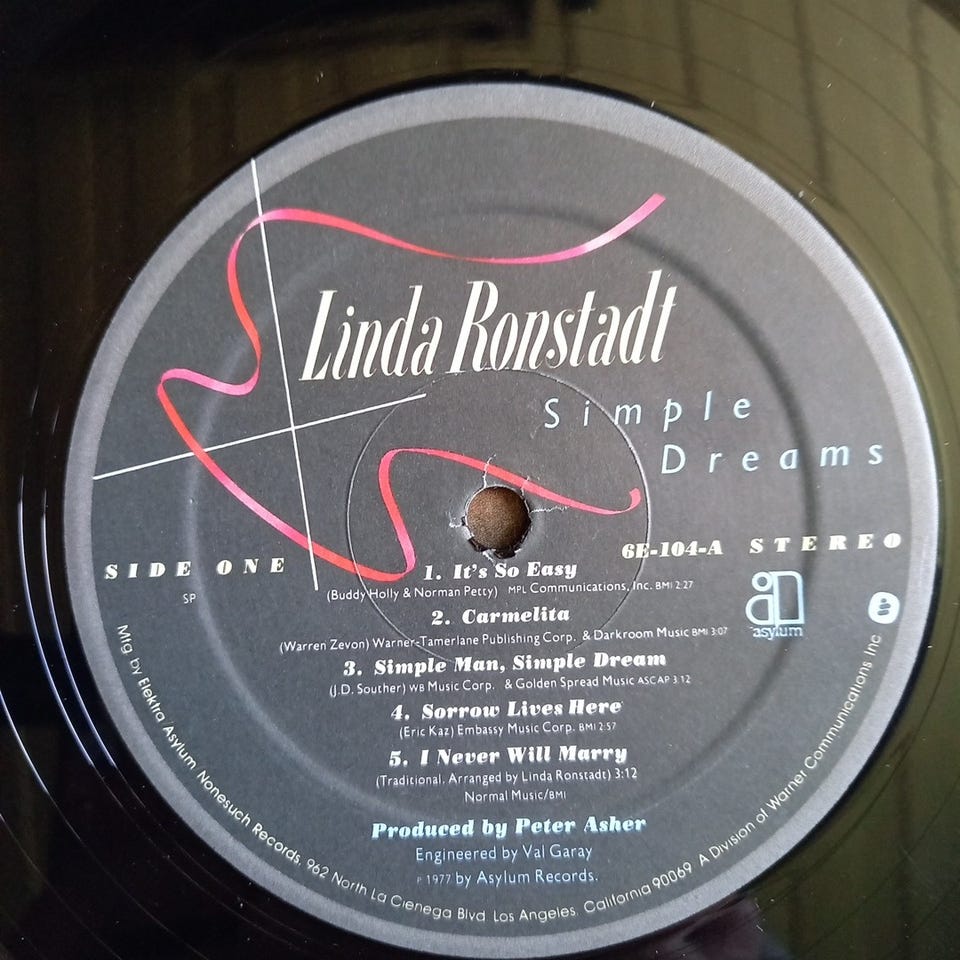 Linda Ronstadt
Simple
Dreams
SIDE ONE
SP
6E-104-A STEREO
asylum
1. It's So Easy
(Buddy Holly & Norman Petty) MPL Communications, Inc. BMI 2:27
2. Carmelita
(Warren Zevon) Warner-Tamerlane Publishing Corp. & Darkroom Music BMI 3:07
3. Simple Man, Simple Dream
(J.D. Souther) WB Music Corp. & Golden Spread Music ASCAP 3:12
4. Sorrow Lives Here
(Eric Kaz) Embassy Music Corp. BMI 2:57
5. I Never Will Marry
(Traditional. Arranged by Linda Ronstadt) 3:12
Normal Music/BMI
Produced by Peter Asher
Engineered by Val Garay
℗ 1977 by Asylum Records.
Mfg. by Elektra/Asylum Nonesuch Records, 962 North La Cienega Blvd. Los Angeles. California 90069 A Division of Warner Communications Inc